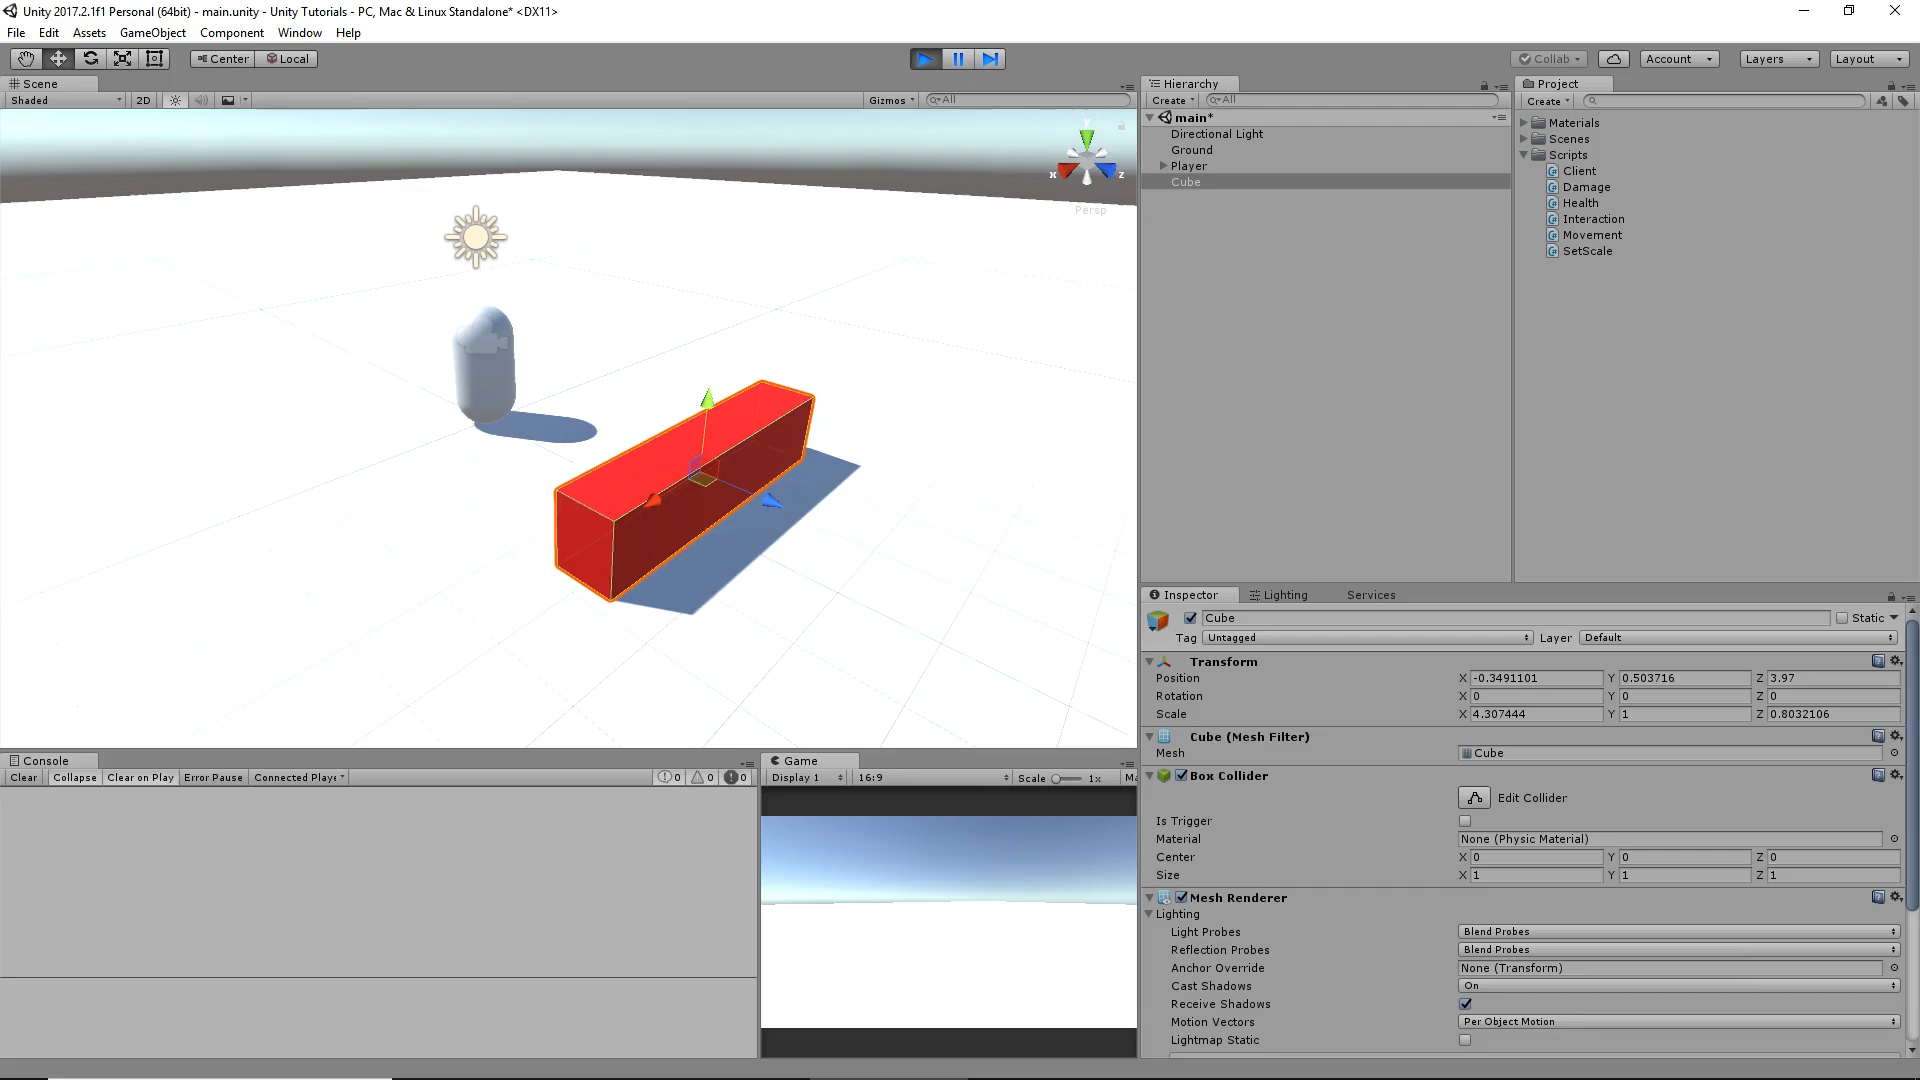 Unity 2017.2.1f1 Personal (64bit) - main.unity - Unity Tutorials - PC, Mac & Linux Standalone* <DX11>
File Edit Assets GameObject Component Window Help
Center Local
Collab Account Layers Layout
Scene
Shaded 2D Gizmos All
y
x z
Persp
Hierarchy
Create All
main*
Directional Light
Ground
Player
Cube
Project
Create
Materials
Scenes
Scripts
Client
Damage
Health
Interaction
Movement
SetScale
Inspector Lighting Services
Cube Static
Tag Untagged Layer Default
Transform
Position X -0.3491101 Y 0.503716 Z 3.97
Rotation X 0 Y 0 Z 0
Scale X 4.307444 Y 1 Z 0.8032106
Cube (Mesh Filter)
Mesh Cube
Box Collider
Edit Collider
Is Trigger
Material None (Physic Material)
Center X 0 Y 0 Z 0
Size X 1 Y 1 Z 1
Mesh Renderer
Lighting
Light Probes Blend Probes
Reflection Probes Blend Probes
Anchor Override None (Transform)
Cast Shadows On
Receive Shadows
Motion Vectors Per Object Motion
Lightmap Static
Console
Clear Collapse Clear on Play Error Pause Connected Playe 0 0 0
Game
Display 1 16:9 Scale 1x Ma